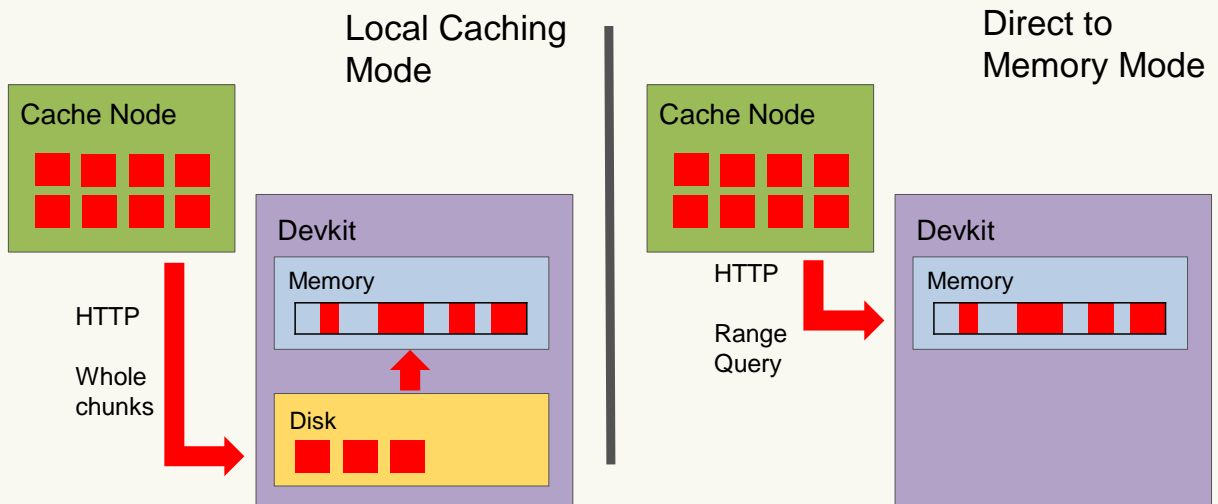 Local Caching
Mode
Cache Node
Devkit
Memory
HTTP
Whole
chunks
Disk
Direct to
Memory Mode
Cache Node
HTTP
Range
Query
Devkit
Memory